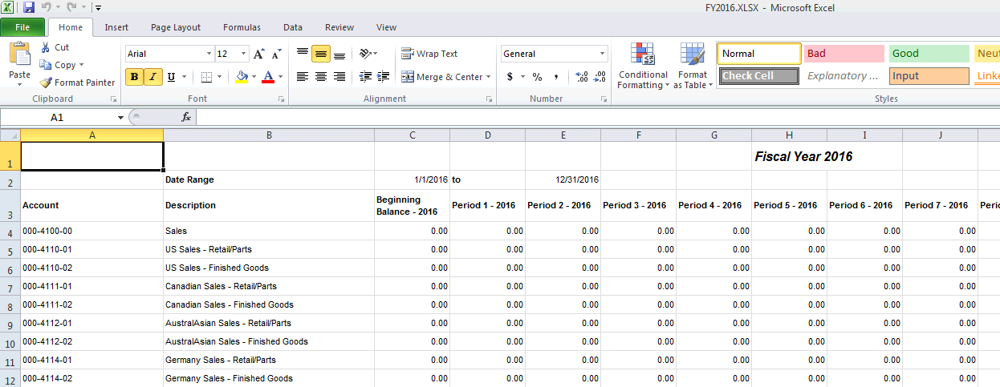 FY2016.XLSX - Microsoft Excel
File Home Insert Page Layout Formulas Data Review View
Paste
Cut
Copy
Format Painter
Clipboard
Arial 12 A A
B I U A
Font
Wrap Text
Merge & Center
Alignment
General
$ % , .0 .00 .00 .0
Number
Conditional Formatting
Format as Table
Normal Bad Good Neut
Check Cell Explanatory ... Input Linke
Styles
A1 fx
A B C D E F G H I J
1 Fiscal Year 2016
2 Date Range 1/1/2016 to 12/31/2016
3 Account Description Beginning Balance - 2016 Period 1 - 2016 Period 2 - 2016 Period 3 - 2016 Period 4 - 2016 Period 5 - 2016 Period 6 - 2016 Period 7 - 2016 Peri
4 000-4100-00 Sales 0.00 0.00 0.00 0.00 0.00 0.00 0.00 0.00
5 000-4110-01 US Sales - Retail/Parts 0.00 0.00 0.00 0.00 0.00 0.00 0.00 0.00
6 000-4110-02 US Sales - Finished Goods 0.00 0.00 0.00 0.00 0.00 0.00 0.00 0.00
7 000-4111-01 Canadian Sales - Retail/Parts 0.00 0.00 0.00 0.00 0.00 0.00 0.00 0.00
8 000-4111-02 Canadian Sales - Finished Goods 0.00 0.00 0.00 0.00 0.00 0.00 0.00 0.00
9 000-4112-01 AustralAsian Sales - Retail/Parts 0.00 0.00 0.00 0.00 0.00 0.00 0.00 0.00
10 000-4112-02 AustralAsian Sales - Finished Goods 0.00 0.00 0.00 0.00 0.00 0.00 0.00 0.00
11 000-4114-01 Germany Sales - Retail/Parts 0.00 0.00 0.00 0.00 0.00 0.00 0.00 0.00
12 000-4114-02 Germany Sales - Finished Goods 0.00 0.00 0.00 0.00 0.00 0.00 0.00 0.00